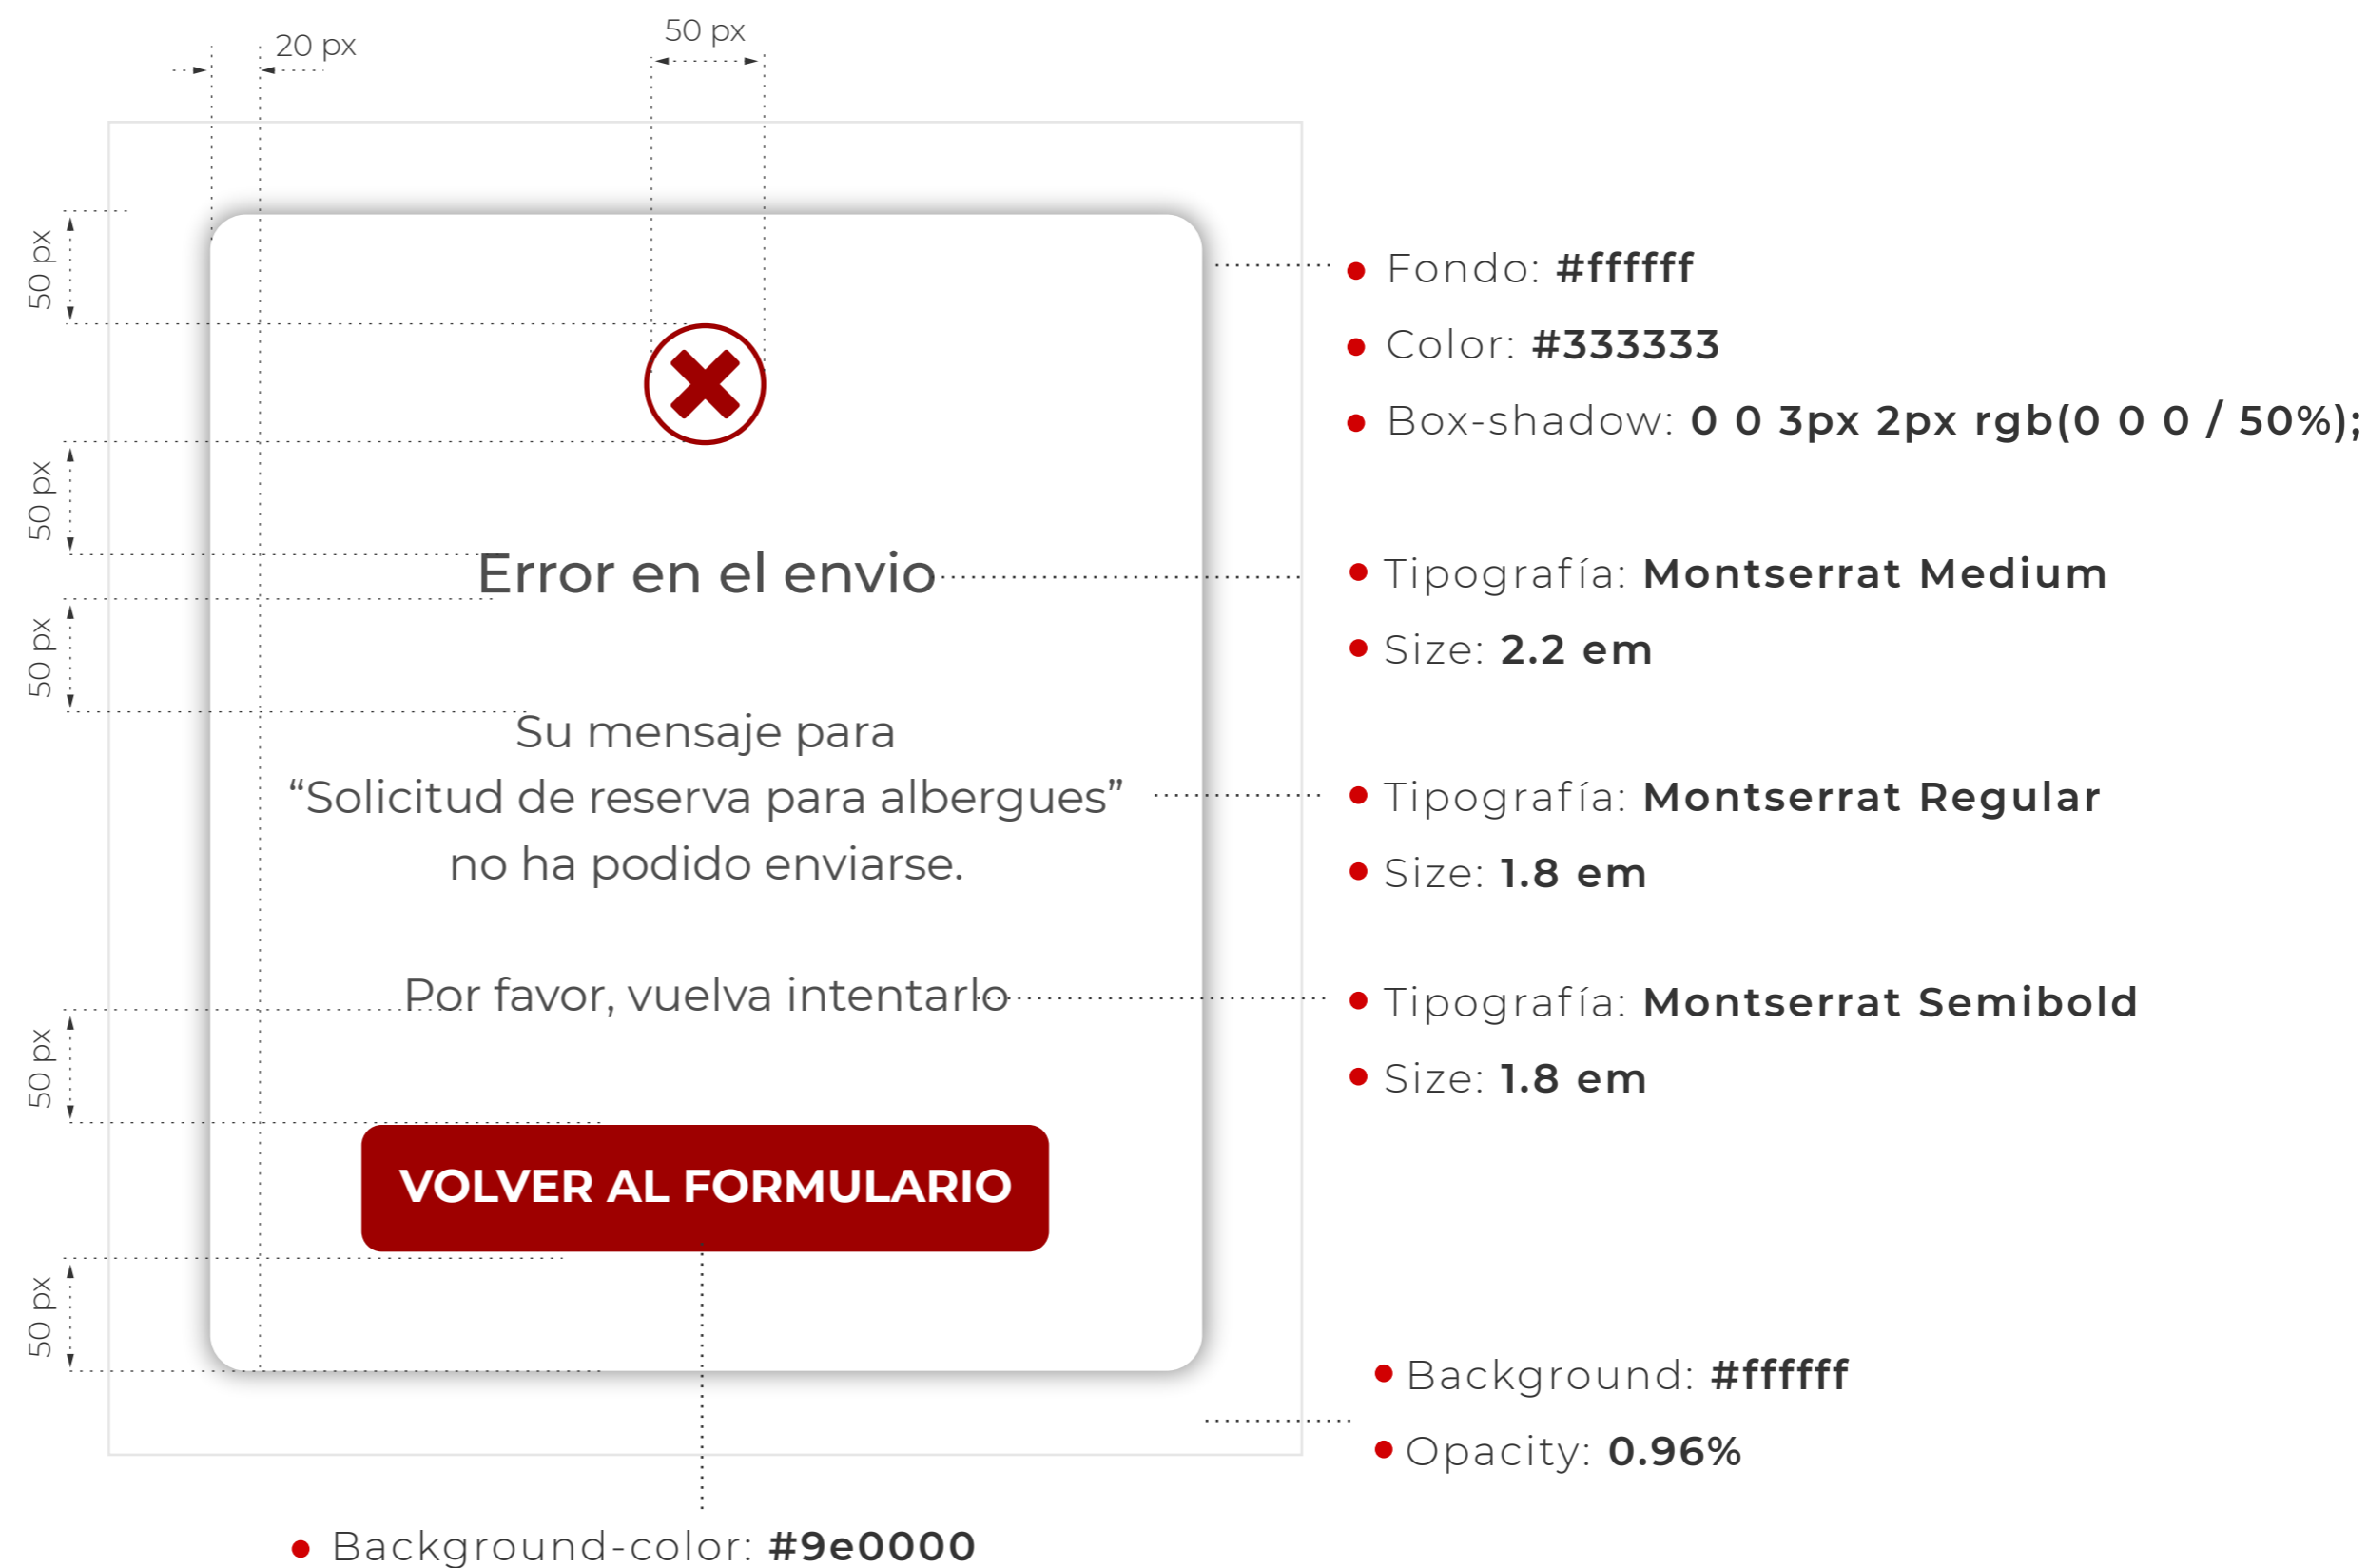 20 px
50 px
50 px
Fondo: #ffffff
Color: #333333
Box-shadow: 0 0 3px 2px rgb(0 0 0 / 50%);
50 px
Error en el envio
Tipografía: Montserrat Medium
Size: 2.2 em
50 px
Su mensaje para
“Solicitud de reserva para albergues”
no ha podido enviarse.
Tipografía: Montserrat Regular
Size: 1.8 em
Por favor, vuelva intentarlo
Tipografía: Montserrat Semibold
Size: 1.8 em
50 px
VOLVER AL FORMULARIO
50 px
Background: #ffffff
Opacity: 0.96%
Background-color: #9e0000